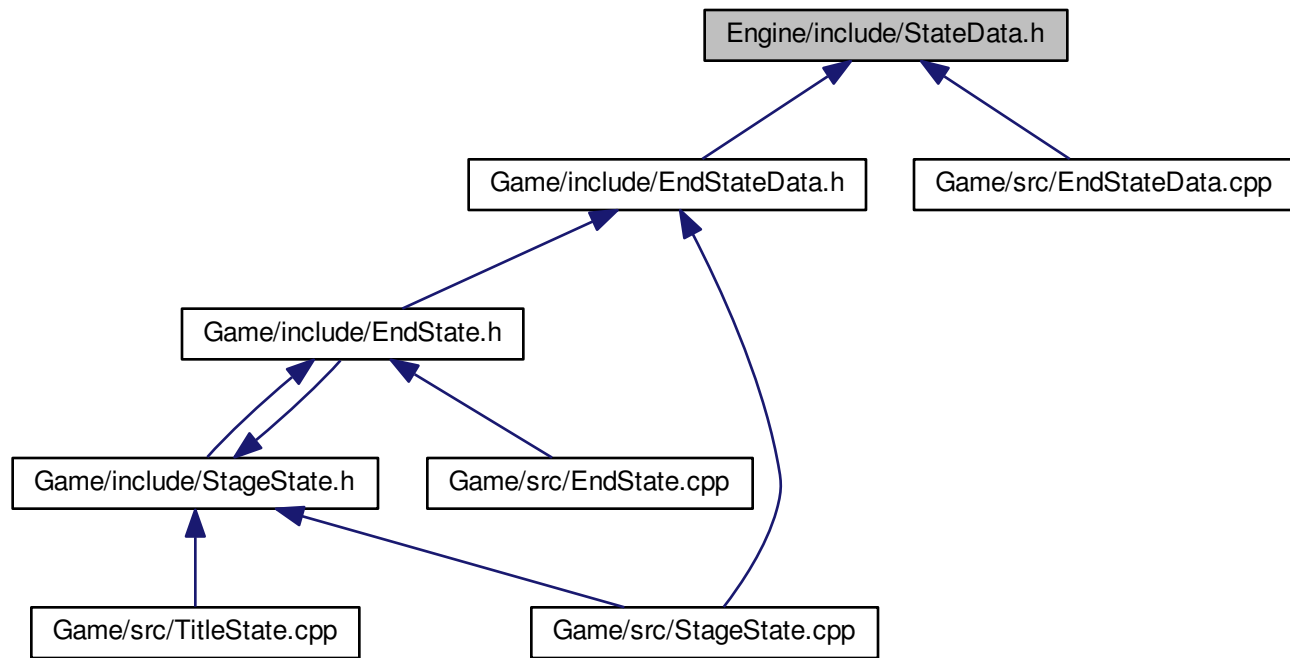 Engine/include/StateData.h
Game/include/EndStateData.h
Game/src/EndStateData.cpp
Game/include/EndState.h
Game/include/StageState.h
Game/src/EndState.cpp
Game/src/TitleState.cpp
Game/src/StageState.cpp